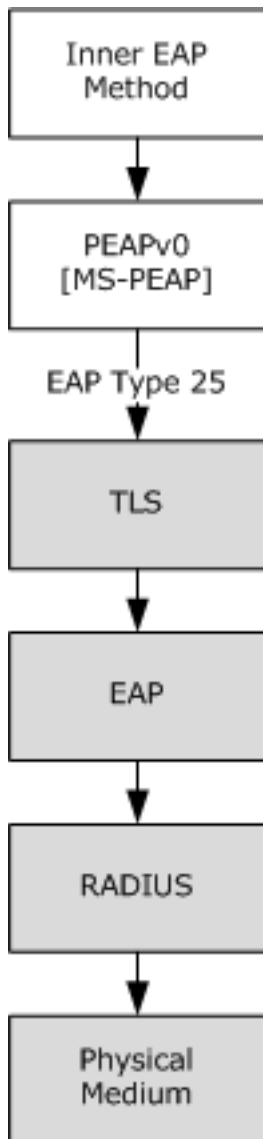 Inner EAP
Method
PEAPv0
[MS-PEAP]
EAP Type 25
TLS
EAP
RADIUS
Physical
Medium